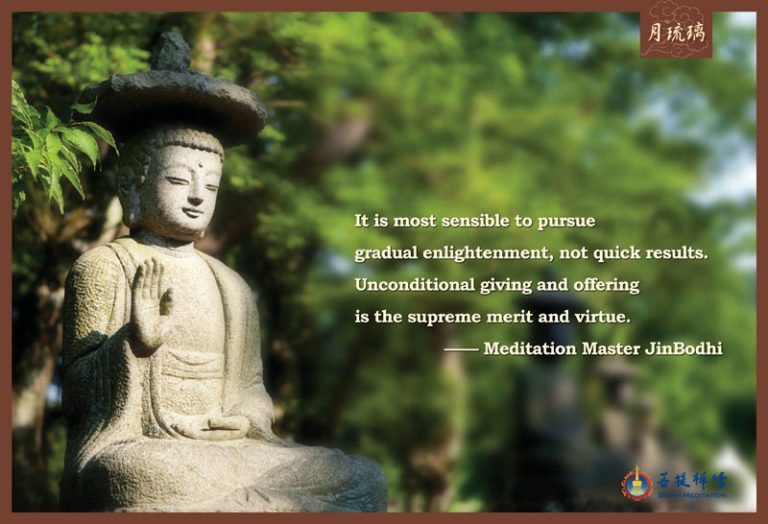 月琉璃
It is most sensible to pursue
gradual enlightenment, not quick results.
Unconditional giving and offering
is the supreme merit and virtue.
—— Meditation Master JinBodhi
菩提禪修
Bodhi Meditation